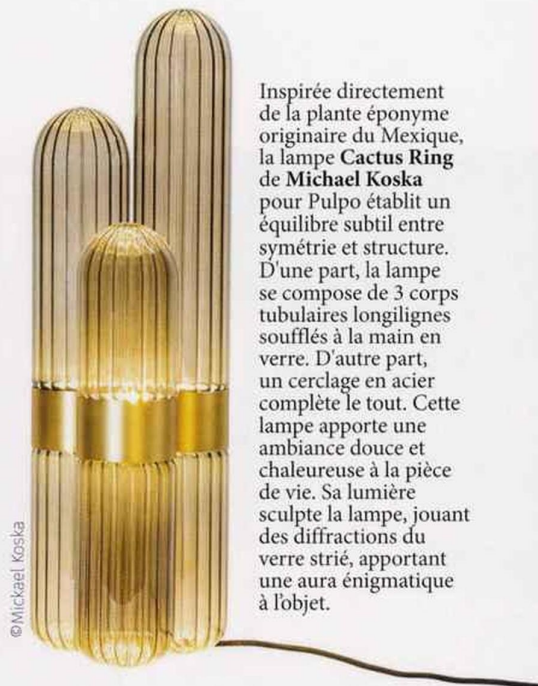 Inspirée directement
de la plante éponyme
originaire du Mexique,
la lampe Cactus Ring
de Michael Koska
pour Pulpo établit un
équilibre subtil entre
symétrie et structure.
D'une part, la lampe
se compose de 3 corps
tubulaires longilignes
soufflés à la main en
verre. D'autre part,
un cerclage en acier
complète le tout. Cette
lampe apporte une
ambiance douce et
chaleureuse à la pièce
de vie. Sa lumière
sculpte la lampe, jouant
des diffractions du
verre strié, apportant
une aura énigmatique
à l'objet.
©Mickael Koska